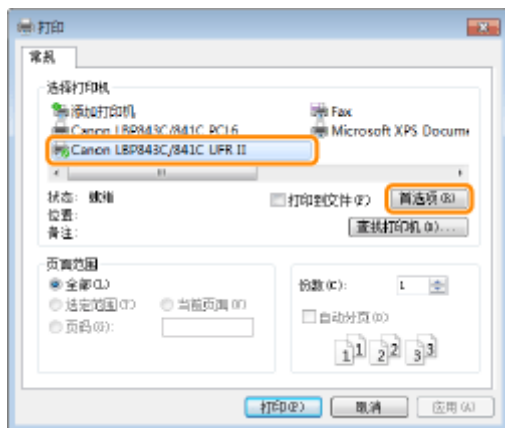 打印
常规
选择打印机
添加打印机
Fax
Canon LBP843C/841C PCL6
Microsoft XPS Docume
Canon LBP843C/841C UFR II
状态: 就绪
打印到文件(F)
首选项(R)
位置:
备注:
查找打印机(D)...
页面范围
全部(L)
份数(C): 1
选定范围(T)
当前页面(U)
自动分页(O)
页码(G):
1 1 2 2 3 3
打印(P)
取消
应用(A)